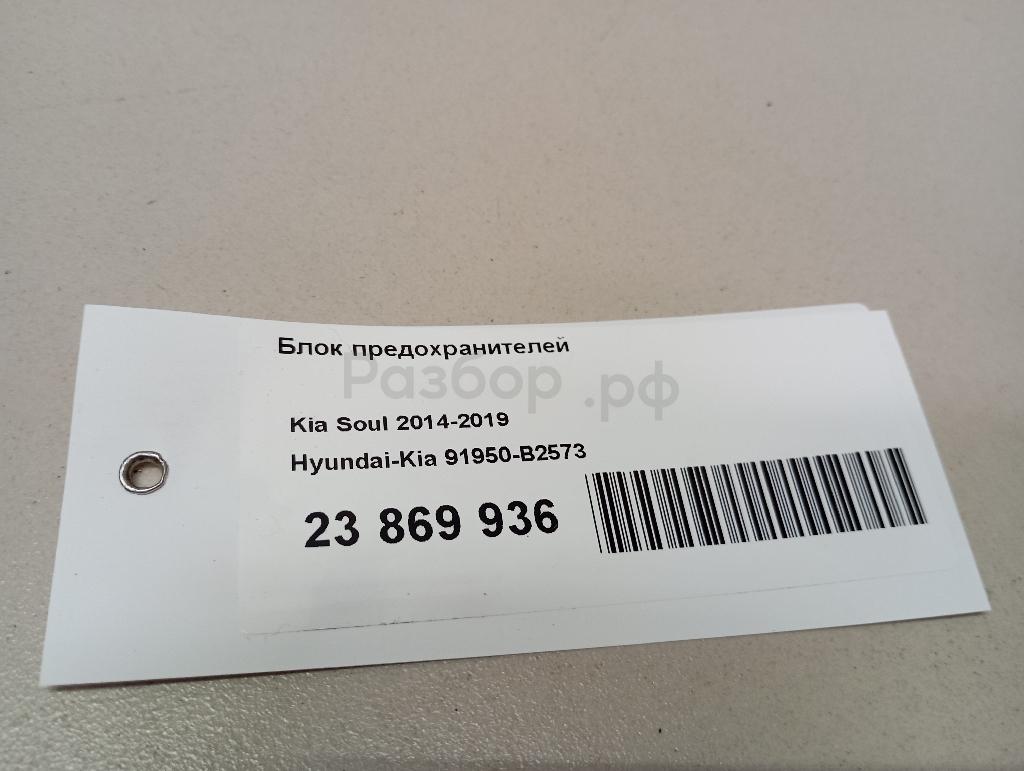 Блок предохранителей
Разбор.рф
Kia Soul 2014-2019
Hyundai-Kia 91950-B2573
23 869 936